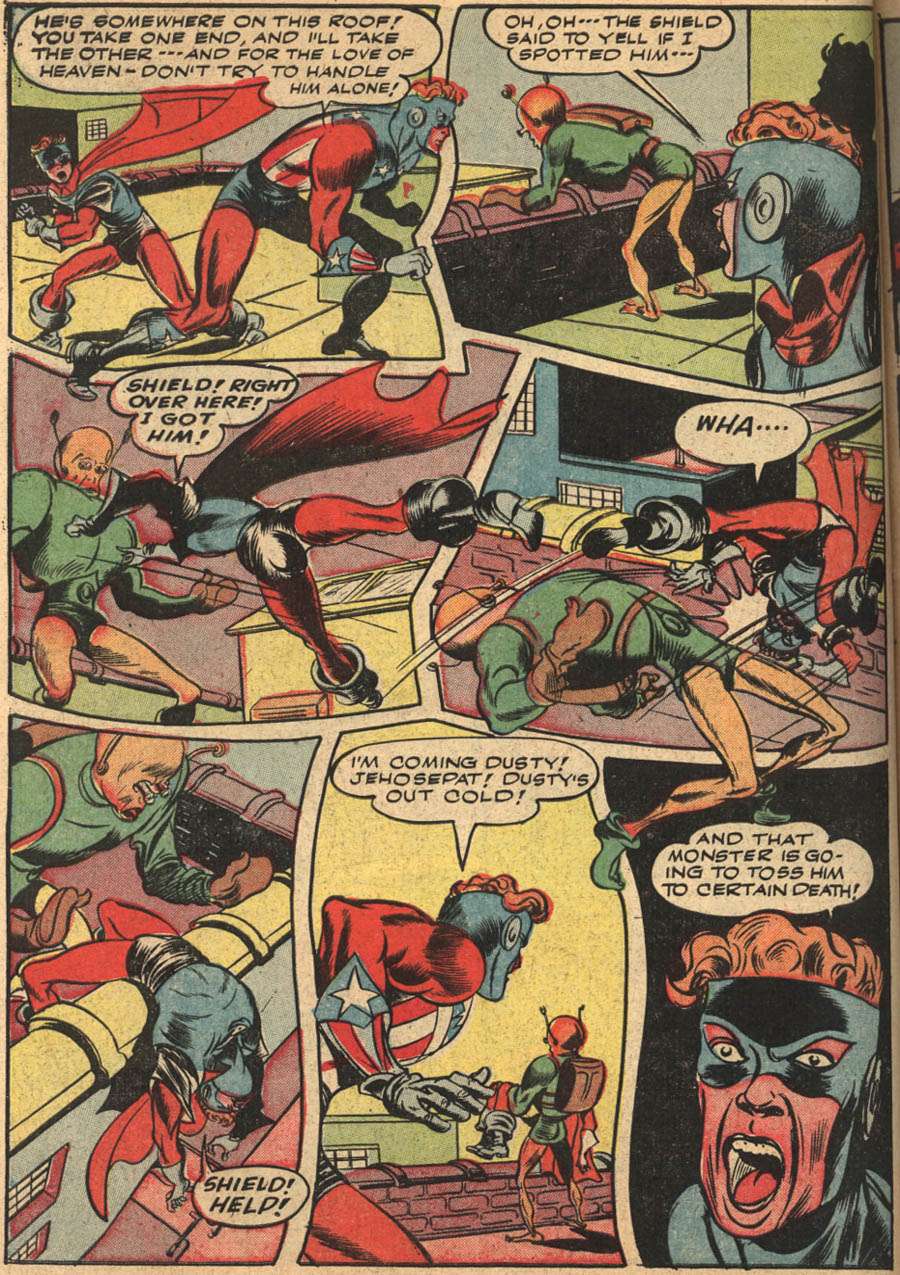 HE'S SOMEWHERE ON THIS ROOF!
YOU TAKE ONE END, AND I'LL TAKE
THE OTHER ---AND FOR THE LOVE OF
HEAVEN - DON'T TRY TO HANDLE
HIM ALONE!
OH, OH--- THE SHIELD
SAID TO YELL IF I
SPOTTED HIM---
SHIELD! RIGHT
OVER HERE!
I GOT
HIM!
WHA....
SHIELD!
HELP!
I'M COMING DUSTY!
JEHOSEPAT! DUSTY'S
OUT COLD!
AND THAT
MONSTER IS GO-
ING TO TOSS HIM
TO CERTAIN DEATH!